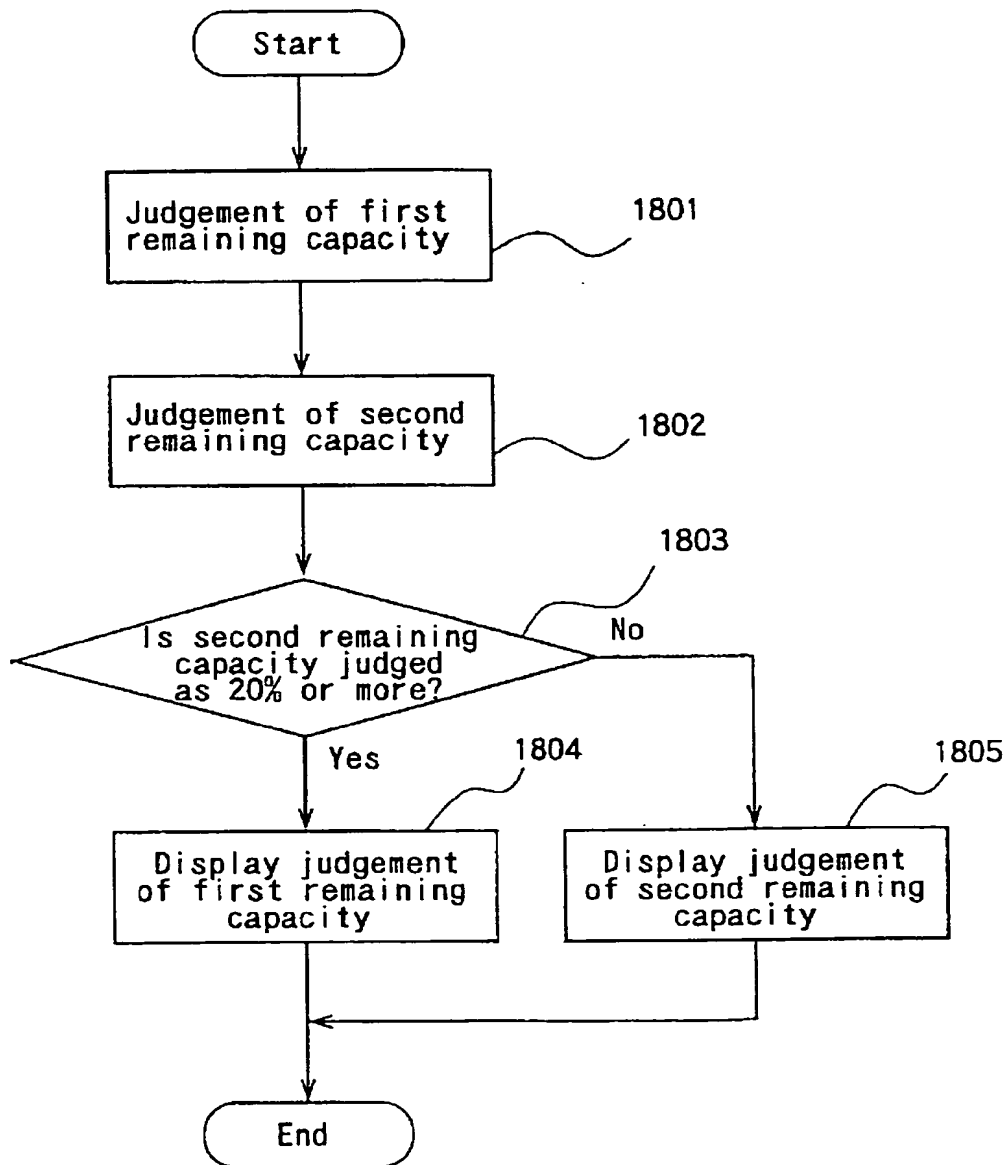 Start
Judgement of first
remaining capacity
1801
Judgement of second
remaining capacity
1802
1803
Is second remaining
capacity judged
as 20% or more?
No
Yes
1804
1805
Display judgement
of first remaining
capacity
Display judgement
of second remaining
capacity
End